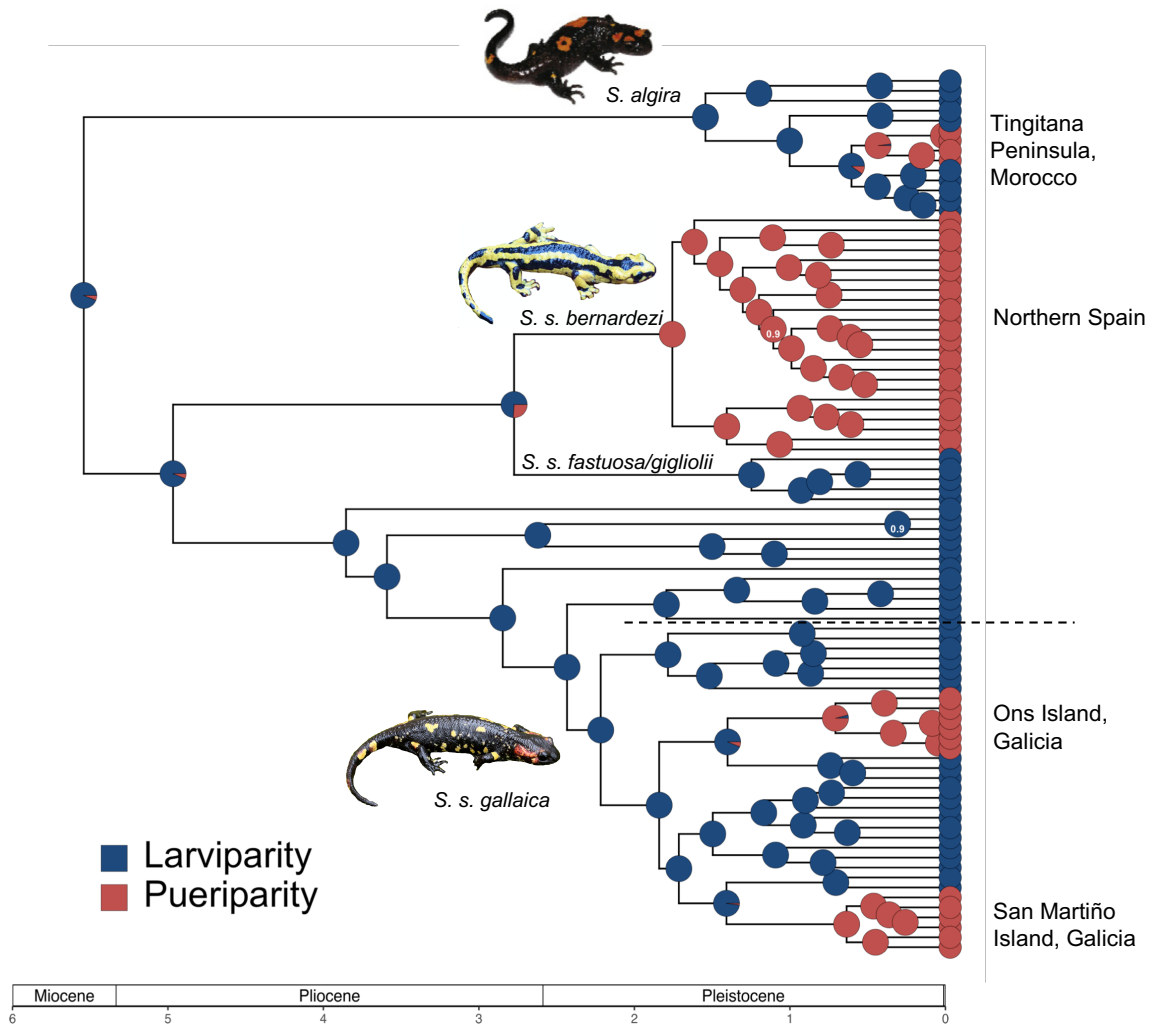 S. algira
Tingitana
Peninsula,
Morocco
S. s. bernardezi
Northern Spain
0.9
S. s. fastuosa/gigliolii
0.9
Ons Island,
Galicia
S. s. gallaica
Larviparity
Pueriparity
San Martiño
Island, Galicia
Miocene Pliocene Pleistocene
6 5 4 3 2 1 0